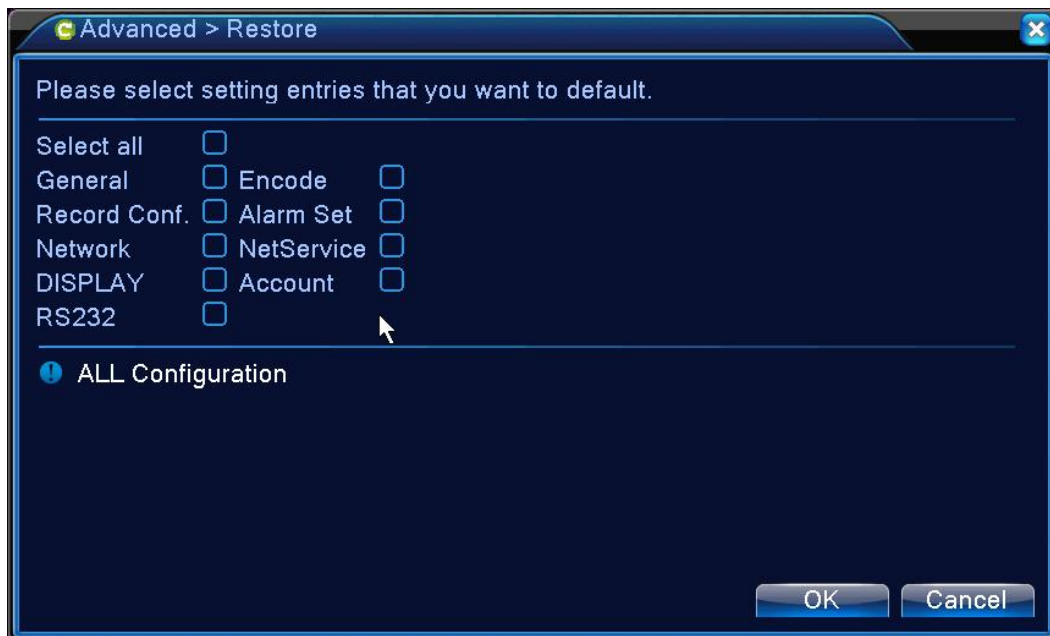 Advanced > Restore
Please select setting entries that you want to default.
Select all
General Encode
Record Conf. Alarm Set
Network NetService
DISPLAY Account
RS232
ALL Configuration
OK Cancel